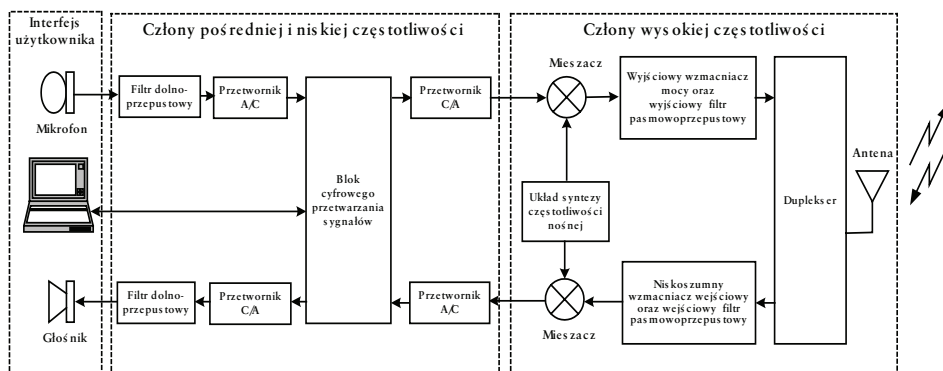 Interfejs
użytkownika
Człony pośredniej i niskiej częstotliwości
Człony wysokiej częstotliwości
Mikrofon
Filtr dolno-
przepustowy
Przetwornik
A/C
Przetwornik
C/A
Mieszacz
Wyjściowy wzmacniacz
mocy oraz
wyjściowy filtr
pasmowoprzepustowy
Antena
Blok
cyfrowego
przetwarzania
sygnałów
Układ syntezy
częstotliwości
nośnej
Duplekser
Głośnik
Filtr dolno-
przepustowy
Przetwornik
C/A
Przetwornik
A/C
Mieszacz
Niskoszumny
wzmacniacz wejściowy
oraz wejściowy filtr
pasmowoprzepustowy